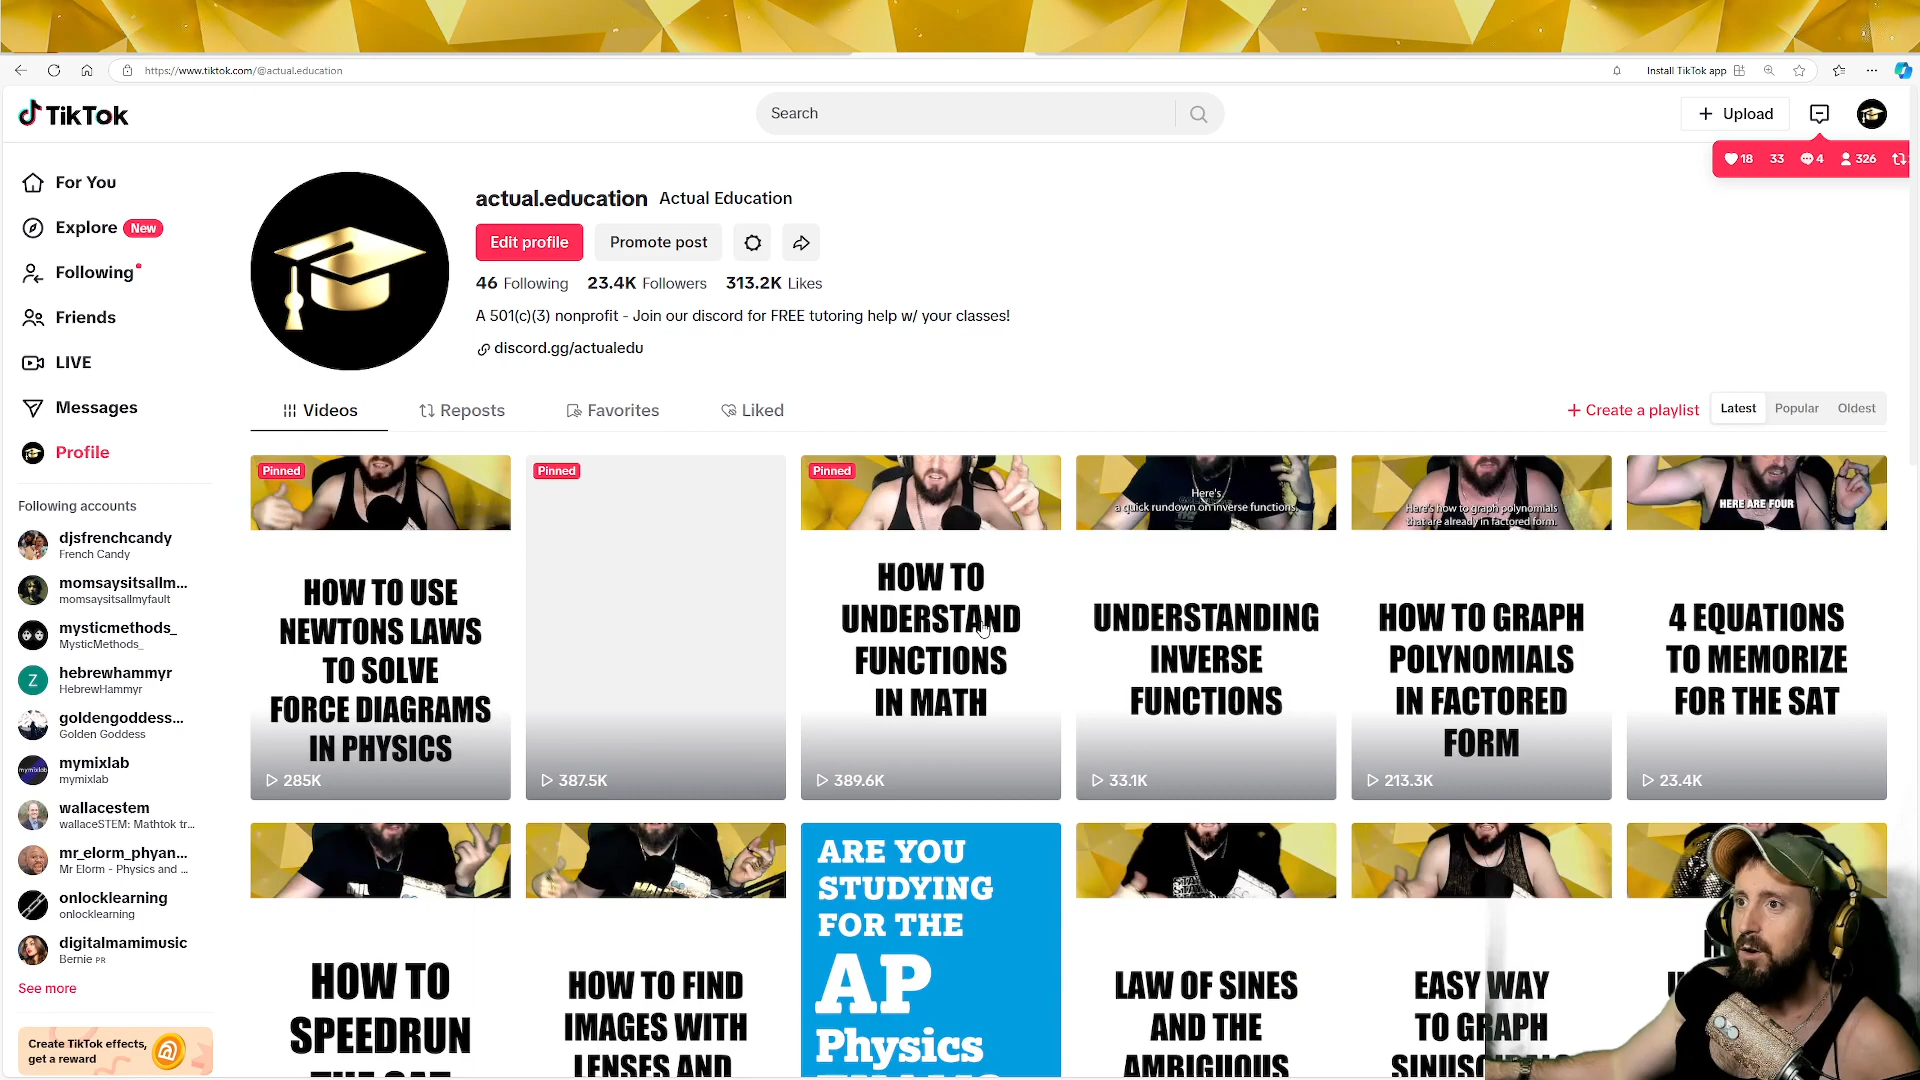 https://www.tiktok.com/@actual.education
Install TikTok app
TikTok
Search
Upload
18 33 4 326
For You
Explore New
Following
Friends
LIVE
Messages
Profile
actual.education Actual Education
Edit profile
Promote post
46 Following 23.4K Followers 313.2K Likes
A 501(c)(3) nonprofit - Join our discord for FREE tutoring help w/ your classes!
discord.gg/actualedu
Videos
Reposts
Favorites
Liked
+ Create a playlist
Latest
Popular
Oldest
Following accounts
djsfrenchcandy
French Candy
momsaysitsallm...
momsaysitsallmyfault
mysticmethods_
MysticMethods_
Z
hebrewhammyr
HebrewHammyr
goldengoddess...
Golden Goddess
mymixlab
mymixlab
mymixlab
wallacestem
wallaceSTEM: Mathtok tr...
mr_elorm_phyan...
Mr Elorm - Physics and ...
onlocklearning
onlocklearning
digitalmamimusic
Bernie PR
See more
Create TikTok effects,
get a reward
Pinned
HOW TO USE
NEWTONS LAWS
TO SOLVE
FORCE DIAGRAMS
IN PHYSICS
285K
Pinned
387.5K
Pinned
HOW TO
UNDERSTAND
FUNCTIONS
IN MATH
389.6K
Here's
a quick rundown on inverse functions.
UNDERSTANDING
INVERSE
FUNCTIONS
33.1K
Here's how to graph polynomials
that are already in factored form.
HOW TO GRAPH
POLYNOMIALS
IN FACTORED
FORM
213.3K
HERE ARE FOUR
4 EQUATIONS
TO MEMORIZE
FOR THE SAT
23.4K
HOW TO
SPEEDRUN
THE SAT
HOW TO FIND
IMAGES WITH
LENSES AND
ARE YOU
STUDYING
FOR THE
AP
Physics
LAW OF SINES
AND THE
AMBIGUOUS
EASY WAY
TO GRAPH